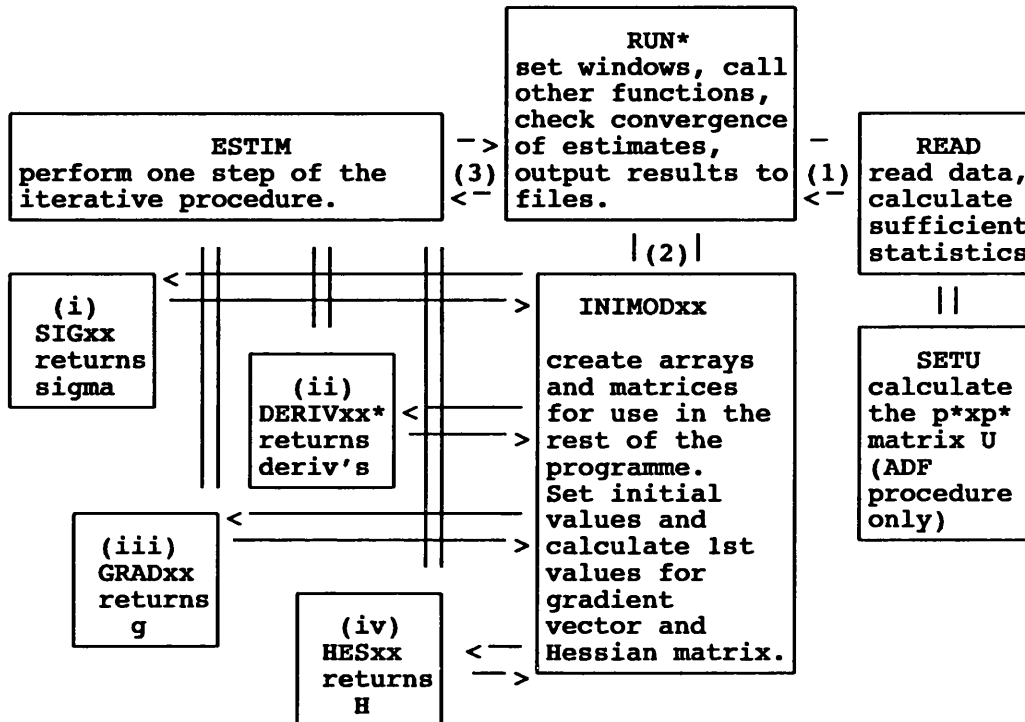 RUN*
set windows, call
other functions,
check convergence
of estimates,
output results to
files.
ESTIM
perform one step of the
iterative procedure.
(3)
(1)
READ
read data,
calculate
sufficient
statistics
(2)
(i)
SIGxx
returns
sigma
(ii)
DERIVxx*
returns
deriv's
(iii)
GRADxx
returns
g
(iv)
HESxx
returns
H
INIMODxx
create arrays
and matrices
for use in the
rest of the
programme.
Set initial
values and
calculate 1st
values for
gradient
vector and
Hessian matrix.
SETU
calculate
the p*xp*
matrix U
(ADF
procedure
only)